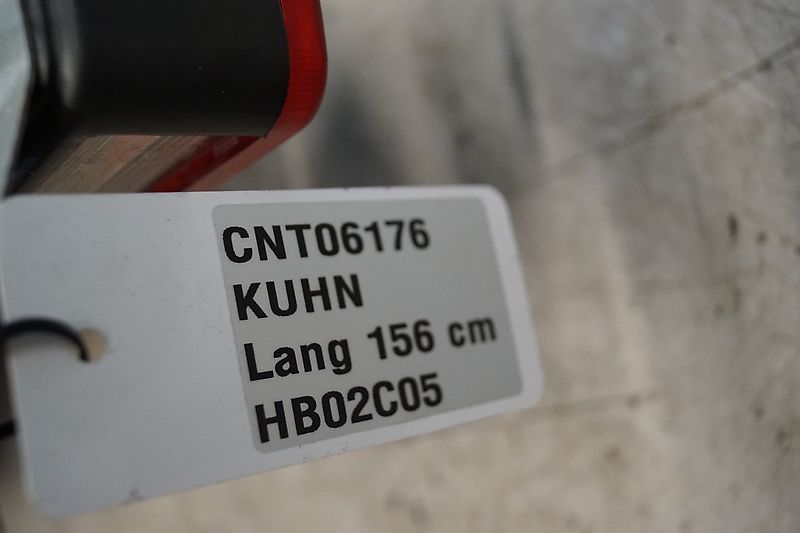 CNT06176
KUHN
Lang 156 cm
HB02C05